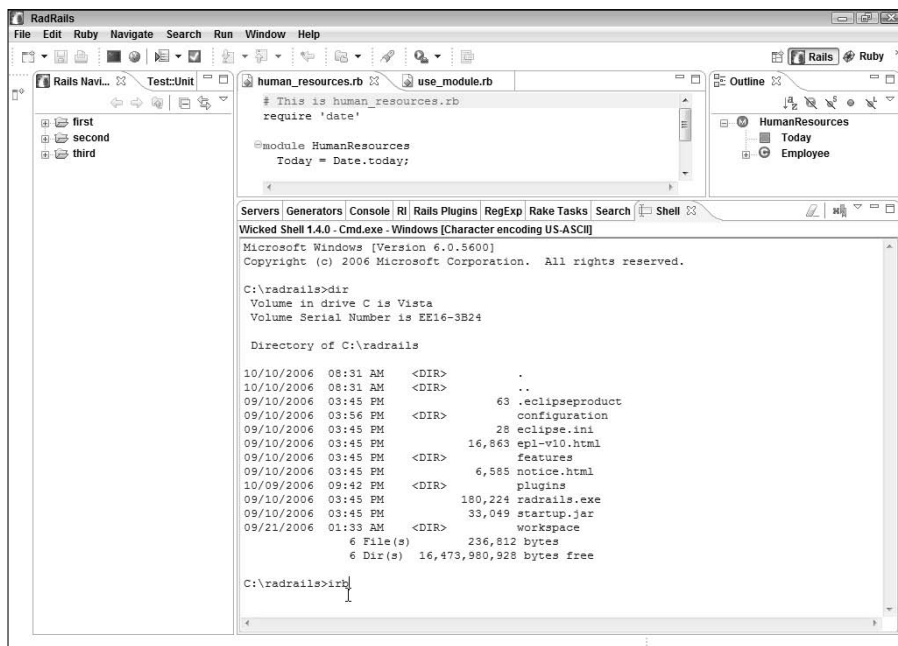 RadRails
File Edit Ruby Navigate Search Run Window Help
Rails Ruby
Rails Navi... Test::Unit
first
second
third
human_resources.rb use_module.rb
# This is human_resources.rb
require 'date'
module HumanResources
Today = Date.today;
Outline
HumanResources
Today
Employee
Servers Generators Console RI Rails Plugins RegExp Rake Tasks Search Shell
Wicked Shell 1.4.0 - Cmd.exe - Windows [Character encoding US-ASCII]
Microsoft Windows [Version 6.0.5600]
Copyright (c) 2006 Microsoft Corporation.  All rights reserved.
C:\radrails>dir
Volume in drive C is Vista
Volume Serial Number is EE16-3B24
Directory of C:\radrails
10/10/2006  08:31 AM    <DIR>          .
10/10/2006  08:31 AM    <DIR>          ..
09/10/2006  03:45 PM                63 .eclipseproduct
09/10/2006  03:56 PM    <DIR>          configuration
09/10/2006  03:45 PM                28 eclipse.ini
09/10/2006  03:45 PM            16,863 epl-v10.html
09/10/2006  03:45 PM    <DIR>          features
09/10/2006  03:45 PM             6,585 notice.html
10/09/2006  09:42 PM    <DIR>          plugins
09/10/2006  03:45 PM           180,224 radrails.exe
09/10/2006  03:45 PM            33,049 startup.jar
09/21/2006  01:33 AM    <DIR>          workspace
6 File(s)        236,812 bytes
6 Dir(s)  16,473,980,928 bytes free
C:\radrails>irb